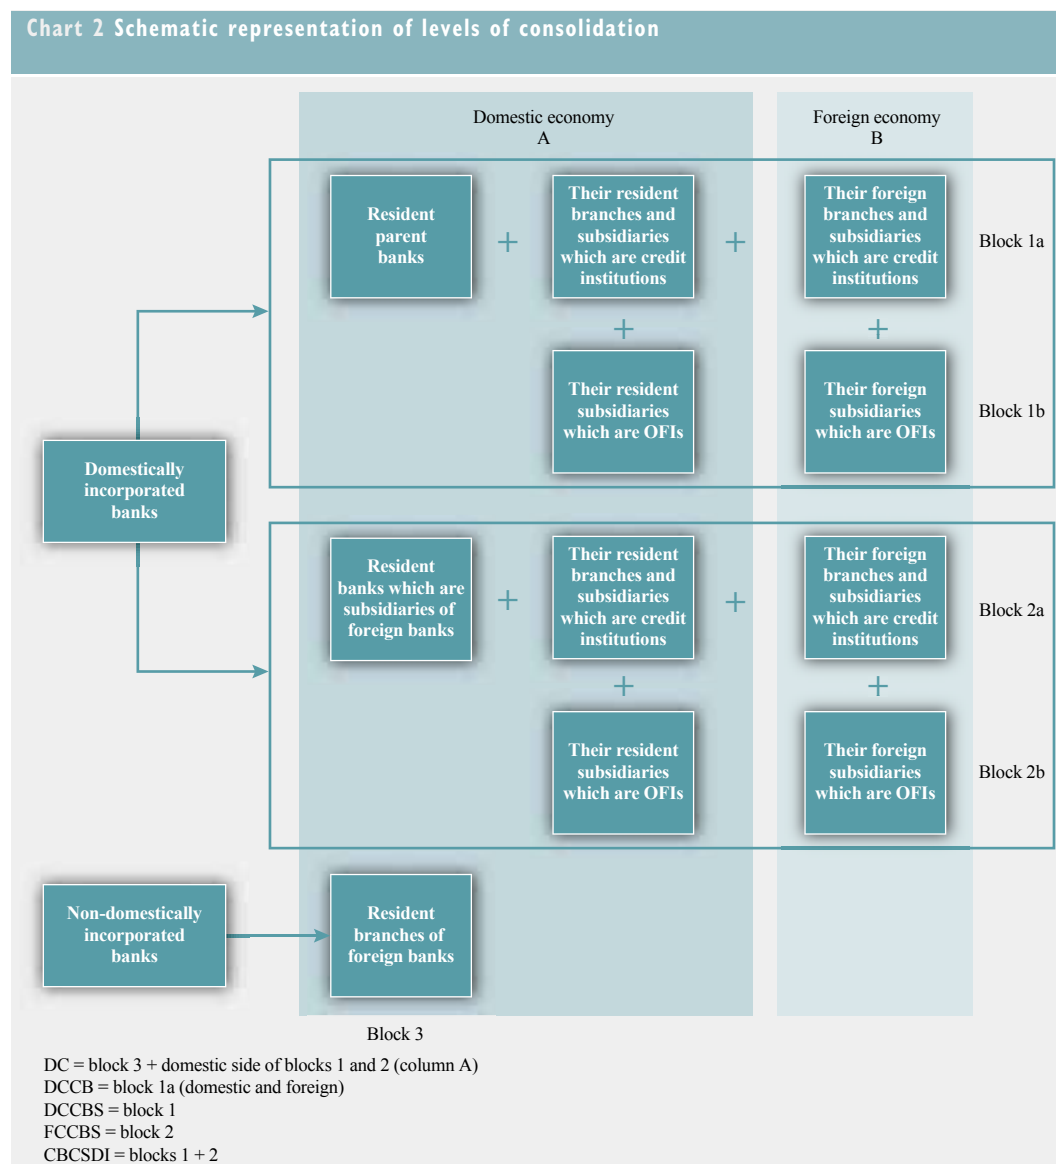 Chart 2 Schematic representation of levels of consolidation
Domestic economy
A
Foreign economy
B
Resident
parent
banks
+
Their resident
branches and
subsidiaries
which are credit
institutions
+
Their foreign
branches and
subsidiaries
which are credit
institutions
Block 1a
+
+
Their resident
subsidiaries
which are OFIs
Their foreign
subsidiaries
which are OFIs
Block 1b
Domestically
incorporated
banks
Resident
banks which are
subsidiaries of
foreign banks
+
Their resident
branches and
subsidiaries
which are credit
institutions
+
Their foreign
branches and
subsidiaries
which are credit
institutions
Block 2a
+
+
Their resident
subsidiaries
which are OFIs
Their foreign
subsidiaries
which are OFIs
Block 2b
Non-domestically
incorporated
banks
Resident
branches of
foreign banks
Block 3
DC = block 3 + domestic side of blocks 1 and 2 (column A)
DCCB = block 1a (domestic and foreign)
DCCBS = block 1
FCCBS = block 2
CBCSDI = blocks 1 + 2